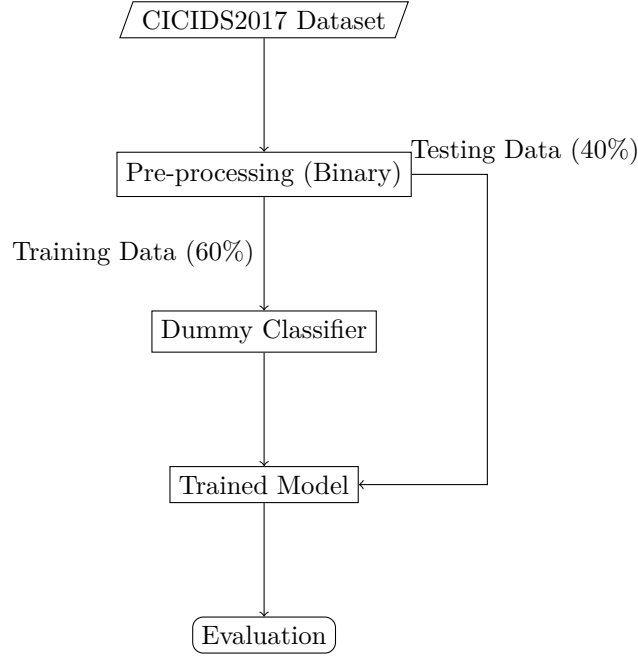 CICIDS2017 Dataset
Testing Data (40%)
Pre-processing (Binary)
Training Data (60%)
Dummy Classifier
Trained Model
Evaluation